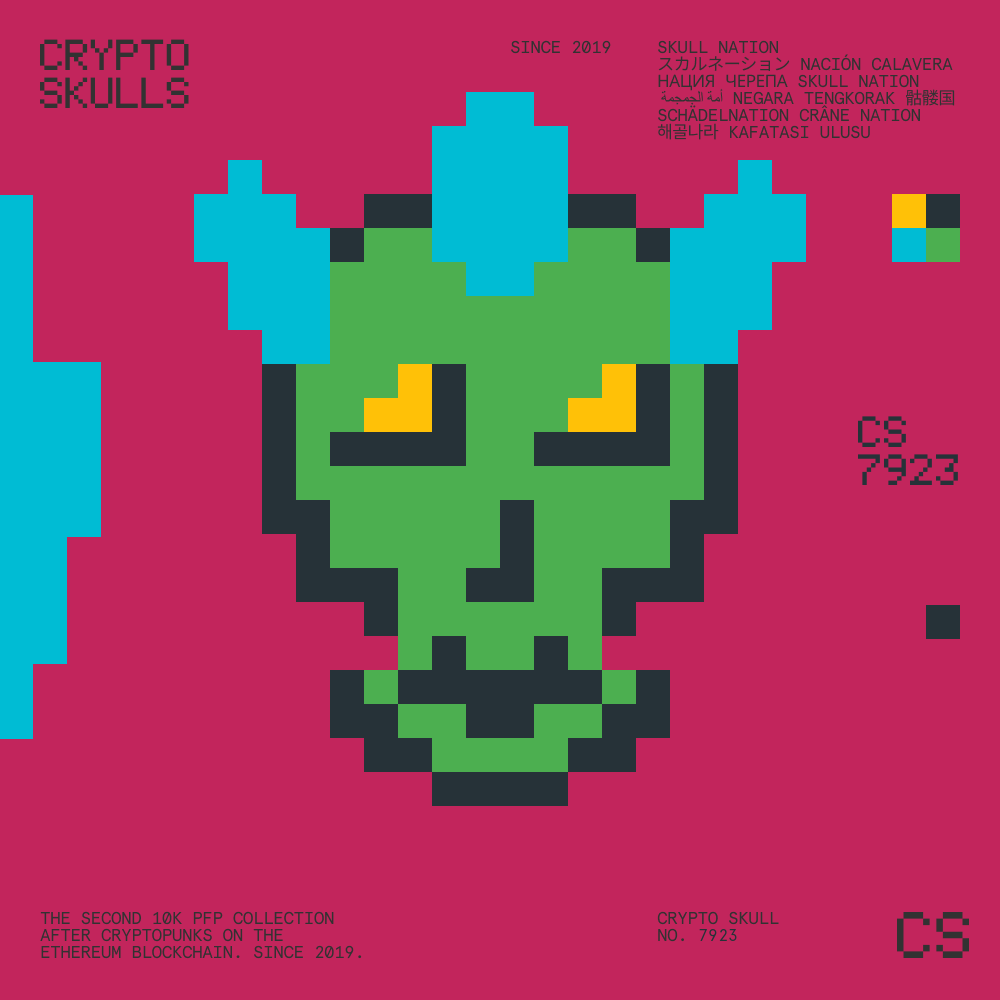 CRYPTO
SKULLS
SINCE 2019
SKULL NATION
スカルネーション NACIÓN CALAVERA
НАЦИЯ ЧЕРЕПА SKULL NATION
أمة الجمجمة NEGARA TENGKORAK 骷髅国
SCHÄDELNATION CRÂNE NATION
해골나라 KAFATASI ULUSU
CS
7923
THE SECOND 10K PFP COLLECTION
AFTER CRYPTOPUNKS ON THE
ETHEREUM BLOCKCHAIN. SINCE 2019.
CRYPTO SKULL
NO. 7923
CS